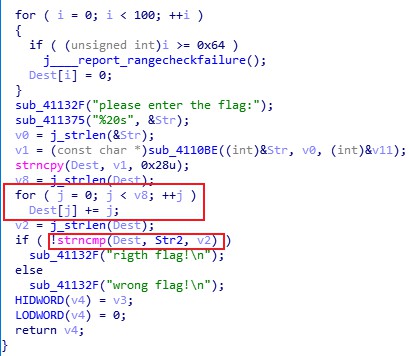 for ( i = 0; i < 100; ++i )
{
if ( (unsigned int)i >= 0x64 )
j____report_rangecheckfailure();
Dest[i] = 0;
}
sub_41132F("please enter the flag:");
sub_411375("%20s", &Str);
v0 = j_strlen(&Str);
v1 = (const char *)sub_4110BE((int)&Str, v0, (int)&v11);
strncpy(Dest, v1, 0x28u);
v8 = j_strlen(Dest);
for ( j = 0; j < v8; ++j )
Dest[j] += j;
v2 = j_strlen(Dest);
if ( !strncmp(Dest, Str2, v2) )
sub_41132F("rigth flag!\n");
else
sub_41132F("wrong flag!\n");
HIDWORD(v4) = v3;
LODWORD(v4) = 0;
return v4;
}